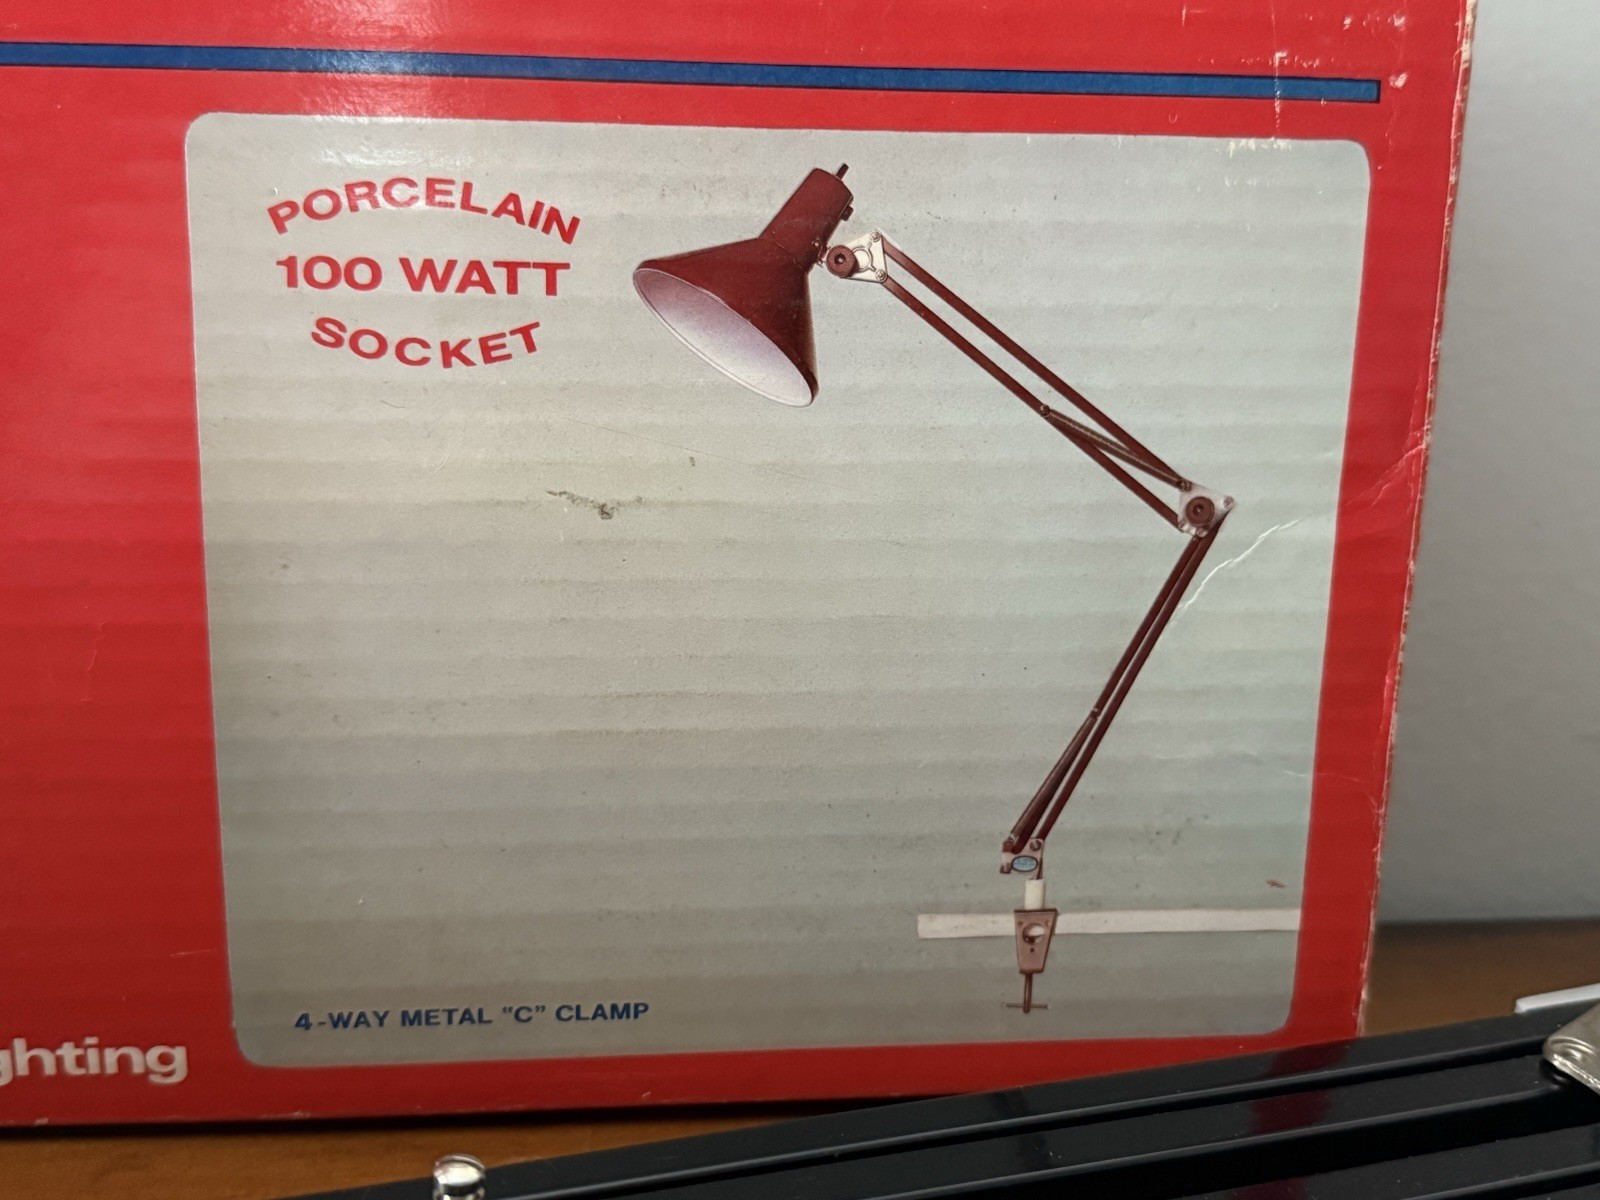 PORCELAIN
100 WATT
SOCKET
4-WAY METAL "C" CLAMP
ghting